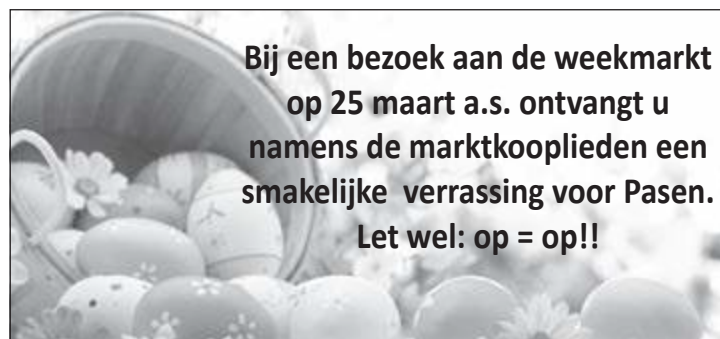 Bij een bezoek aan de weekmarkt
op 25 maart a.s. ontvangt u
namens de marktkooplieden een
smakelijke verrassing voor Pasen.
Let wel: op = op!!